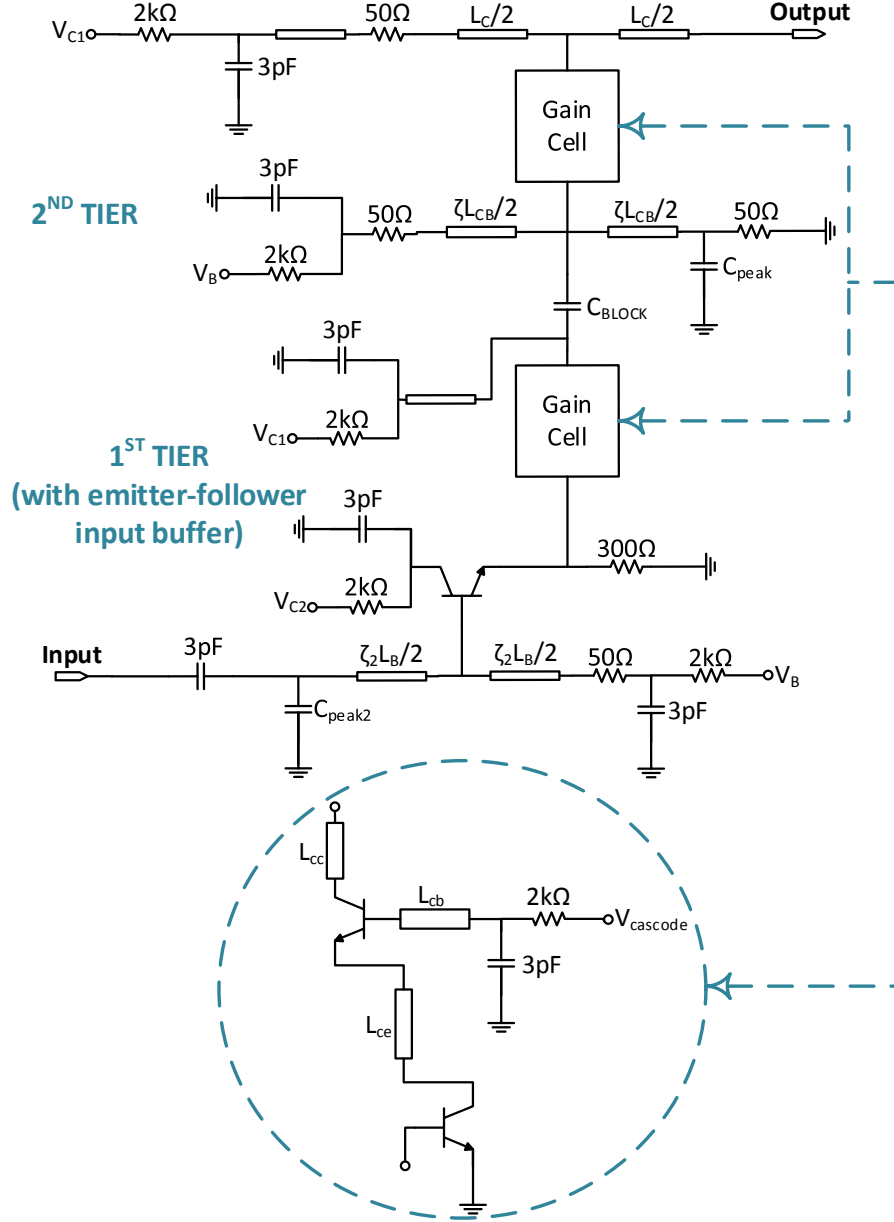 V_C1 2kΩ 50Ω L_C/2 L_C/2 Output
3pF
Gain
Cell
3pF
2^ND TIER
50Ω ζL_CB/2 ζL_CB/2 50Ω
V_B 2kΩ
C_peak
C_BLOCK
3pF
Gain
Cell
V_C1 2kΩ
1^ST TIER
(with emitter-follower
input buffer)
3pF
300Ω
V_C2 2kΩ
Input 3pF ζ_2L_B/2 ζ_2L_B/2 50Ω 2kΩ V_B
C_peak2
3pF
L_cc
L_cb 2kΩ V_cascode
3pF
L_ce